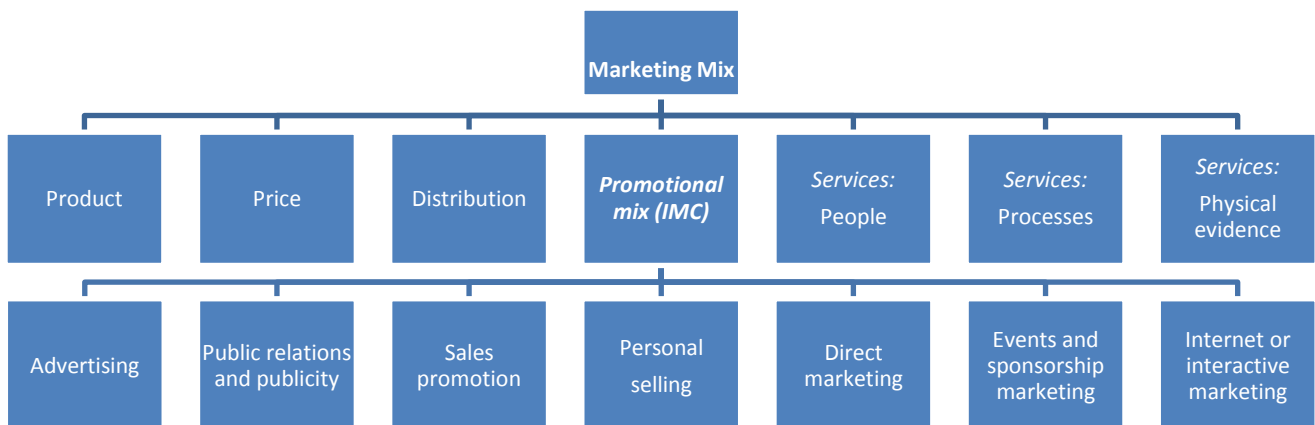 Marketing Mix
Product
Price
Distribution
Promotional
mix (IMC)
Services:
People
Services:
Processes
Services:
Physical
evidence
Advertising
Public relations
and publicity
Sales
promotion
Personal
selling
Direct
marketing
Events and
sponsorship
marketing
Internet or
interactive
marketing